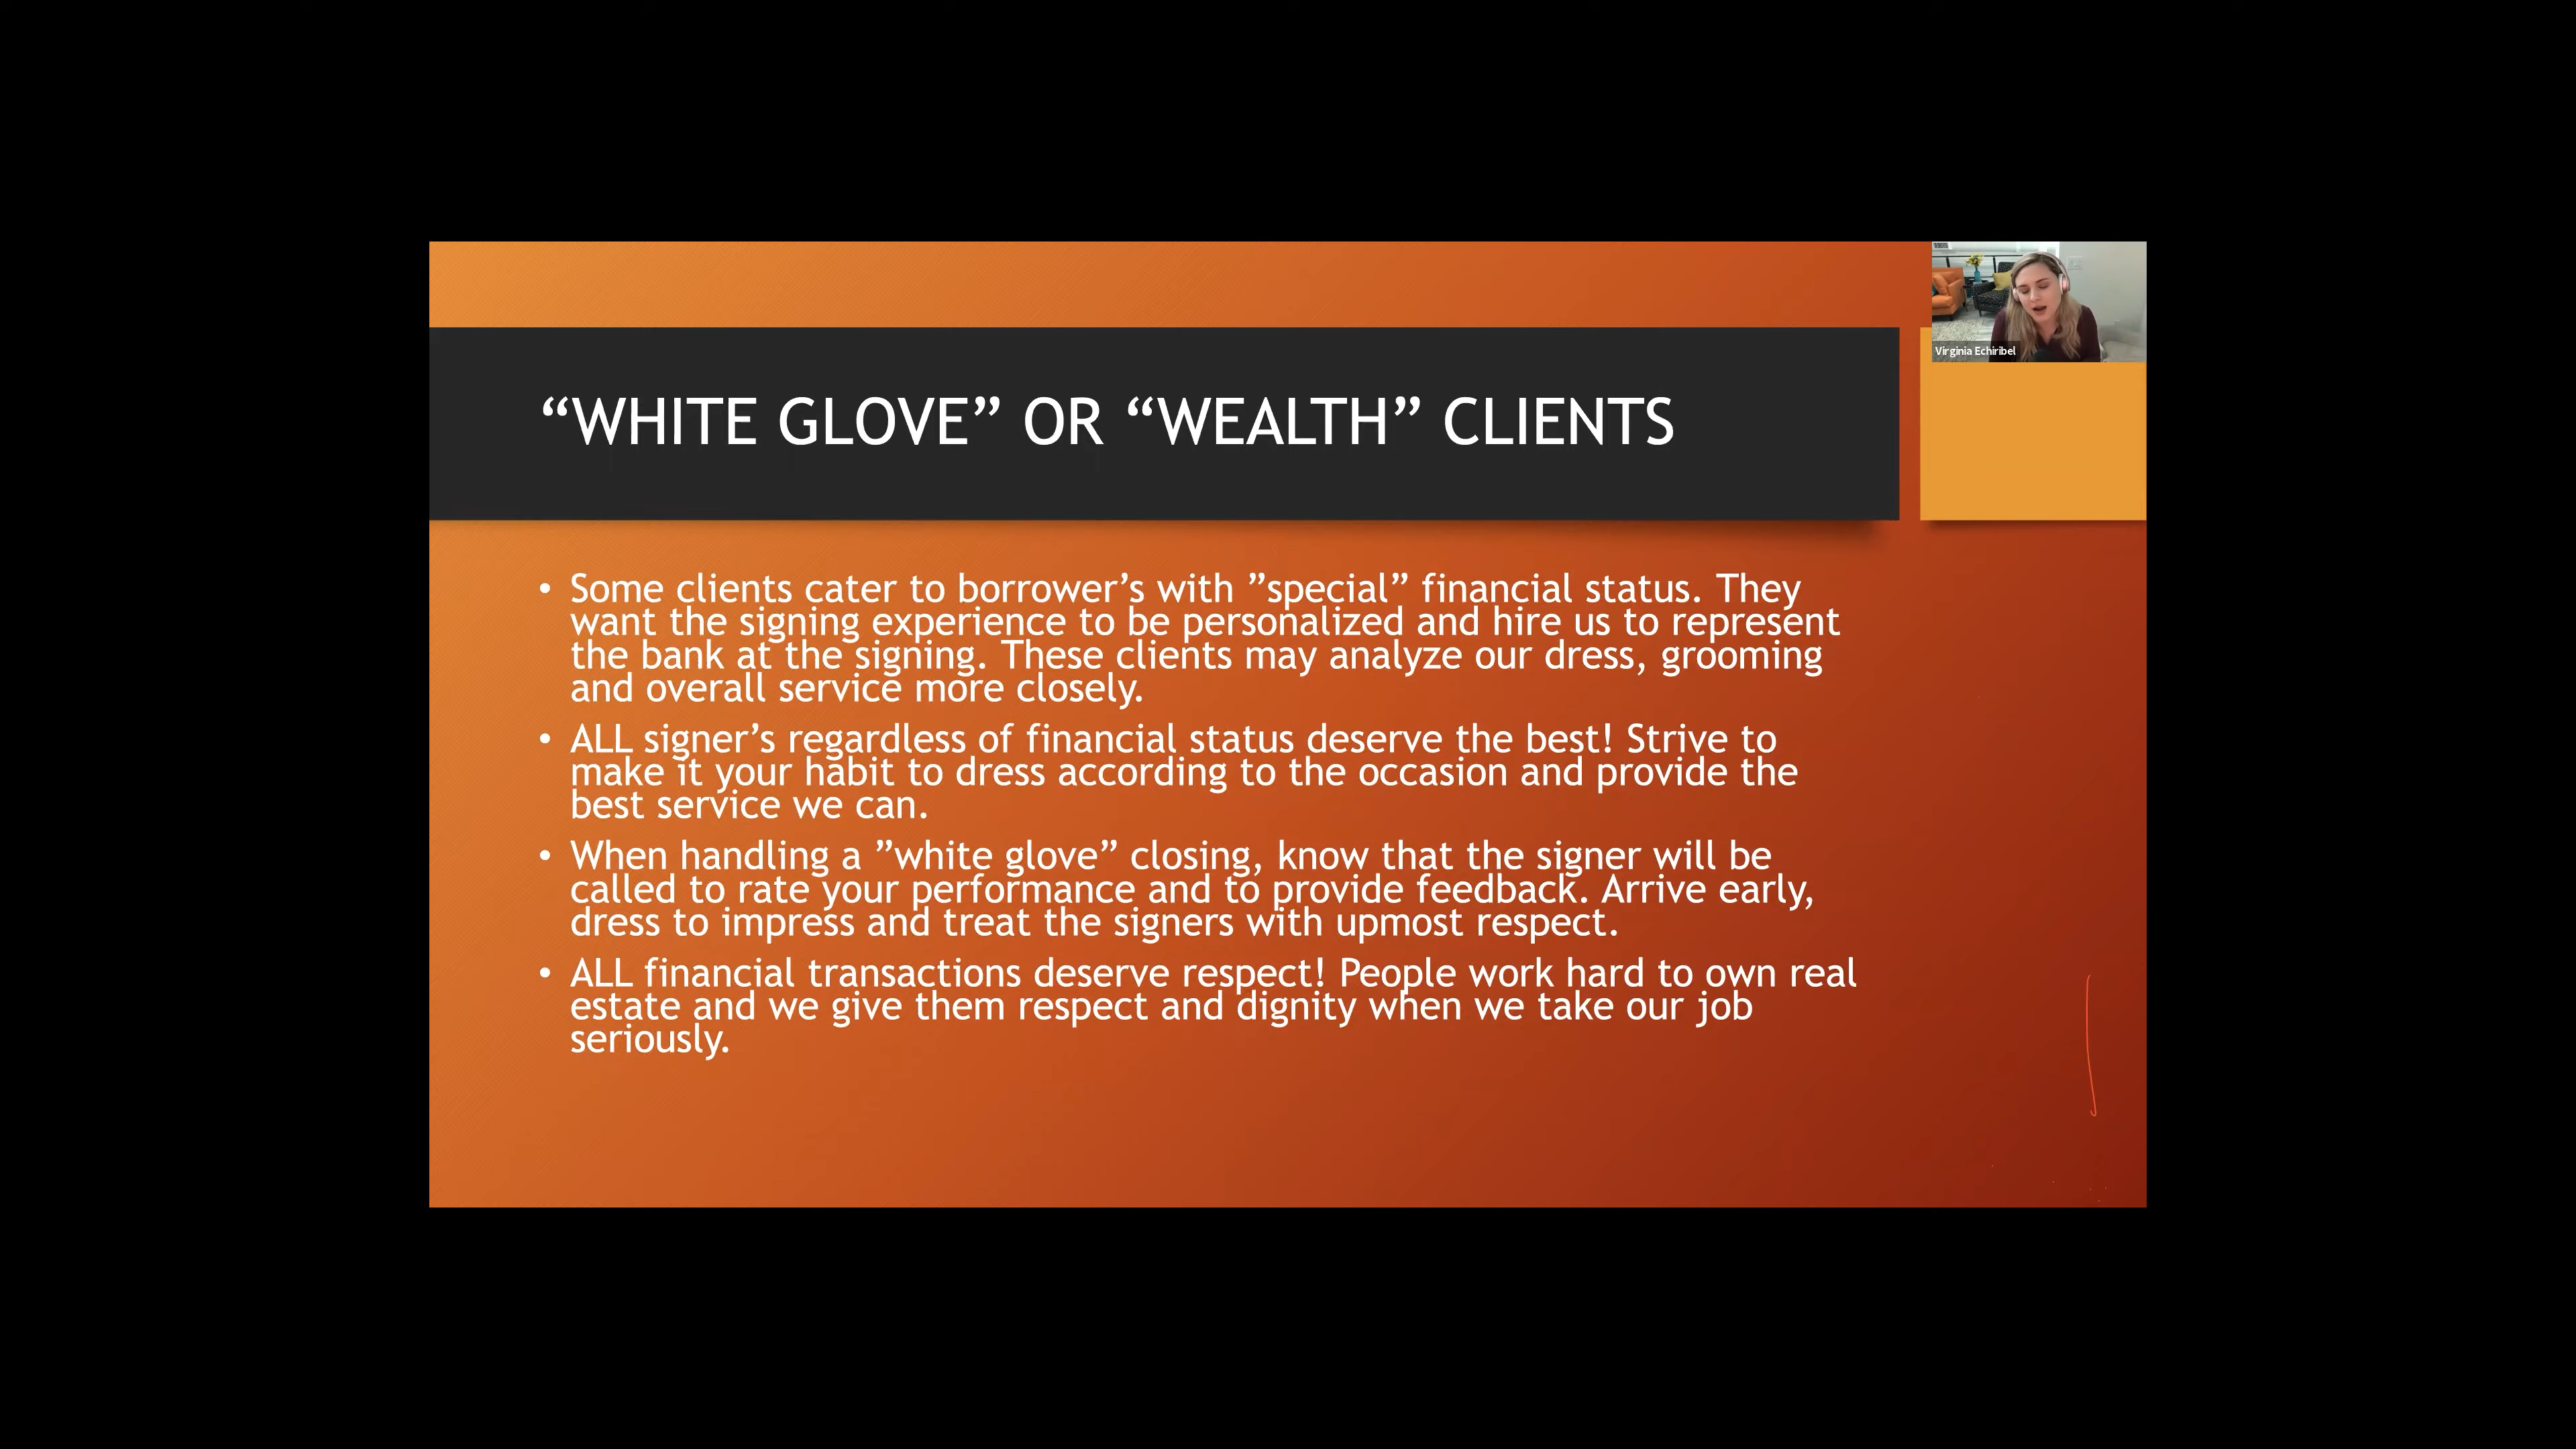 Virginia Echiribel
“WHITE GLOVE” OR “WEALTH” CLIENTS
• Some clients cater to borrower’s with ”special” financial status. They
want the signing experience to be personalized and hire us to represent
the bank at the signing. These clients may analyze our dress, grooming
and overall service more closely.
• ALL signer’s regardless of financial status deserve the best! Strive to
make it your habit to dress according to the occasion and provide the
best service we can.
• When handling a ”white glove” closing, know that the signer will be
called to rate your performance and to provide feedback. Arrive early,
dress to impress and treat the signers with upmost respect.
• ALL financial transactions deserve respect! People work hard to own real
estate and we give them respect and dignity when we take our job
seriously.